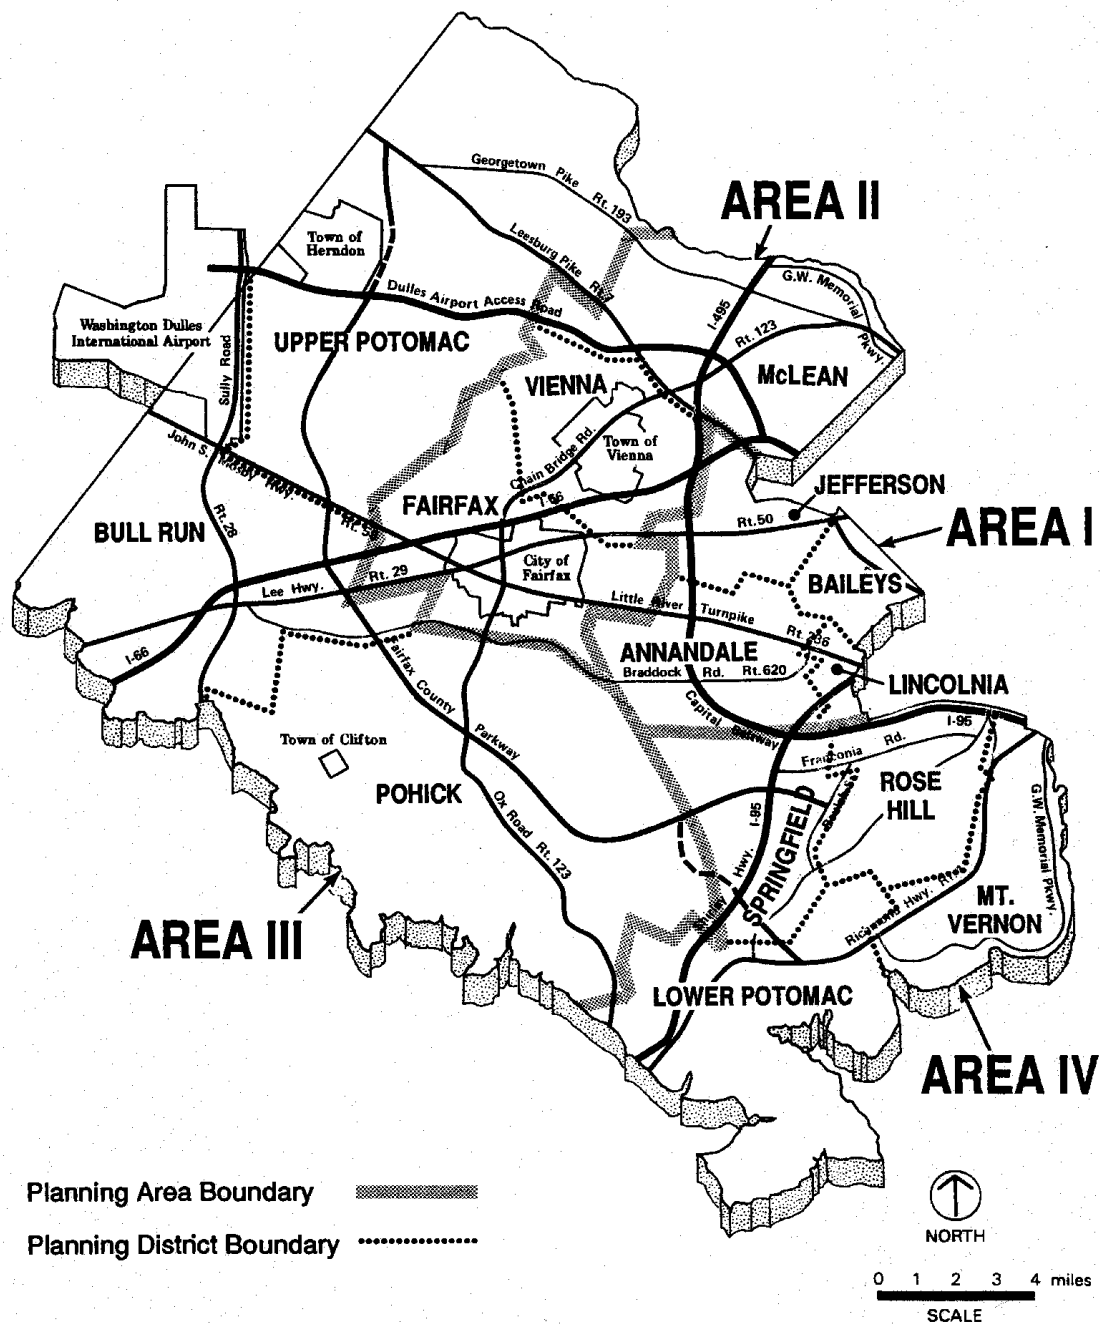 Georgetown Pike Rt. 193
AREA II
Town of
Herndon
Leesburg Pike Rt. 7
G.W. Memorial Pkwy.
Dulles Airport Access Road
I-495
Rt. 123
Washington Dulles
International Airport
Sully Road
UPPER POTOMAC
VIENNA
McLEAN
John S. Mosby Hwy
Town of
Vienna
Chain Bridge Rd.
JEFFERSON
FAIRFAX
I-66
Rt. 50
Rt.50
AREA I
BULL RUN
Rt. 28
City of
Fairfax
BAILEYS
Lee Hwy. Rt. 29
Little River Turnpike Rt. 236
ANNANDALE
Braddock Rd. Rt.620
LINCOLNIA
I-66
Fairfax County Parkway
Capital Beltway
I-95
Franconia Rd.
Town of Clifton
POHICK
ROSE
HILL
Ox Road Rt. 123
I-95
Hwy.
SPRINGFIELD
G.W. Memorial Pkwy.
MT.
VERNON
AREA III
LOWER POTOMAC
AREA IV
Planning Area Boundary
Planning District Boundary
NORTH
0 1 2 3 4 miles
SCALE